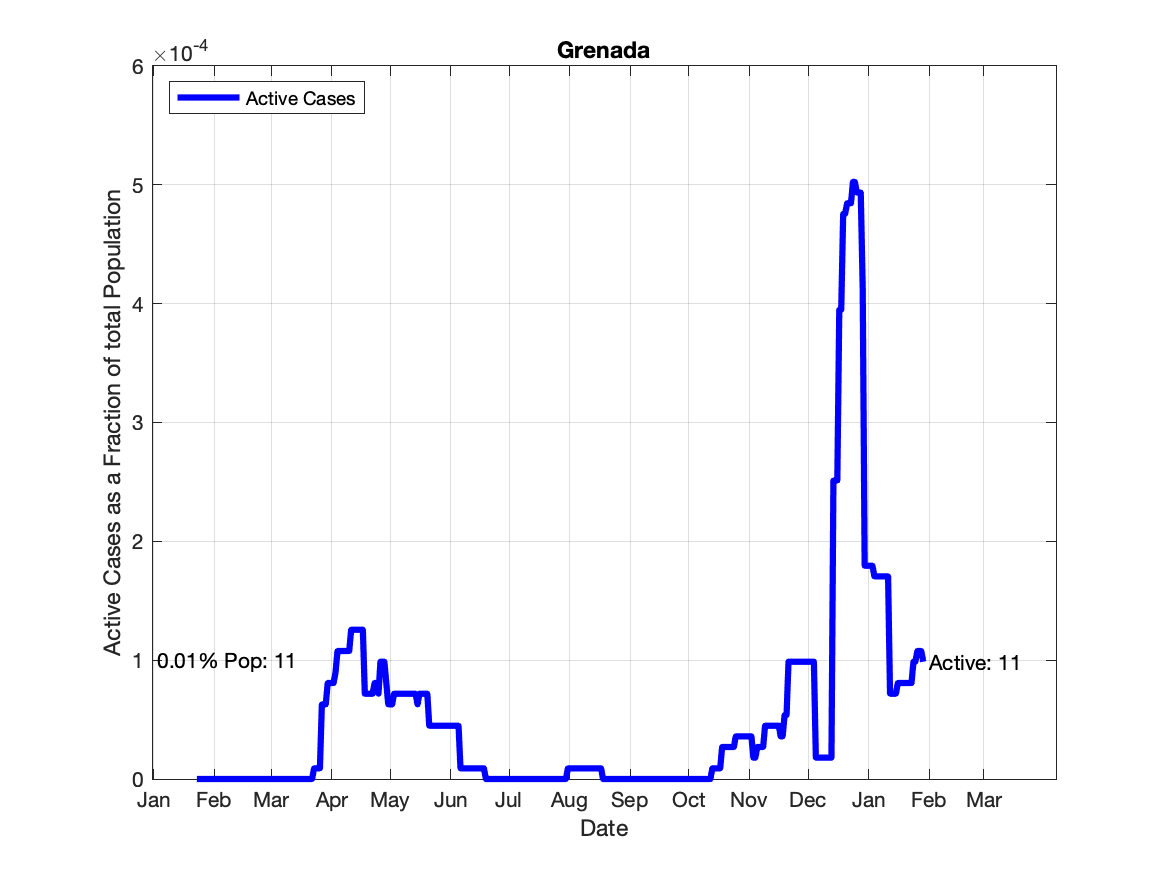 Grenada
×10-4
Active Cases
6
5
4
3
2
1
0
Active Cases as a Fraction of total Population
0.01% Pop: 11
Active: 11
Jan Feb Mar Apr May Jun Jul Aug Sep Oct Nov Dec Jan Feb Mar
Date